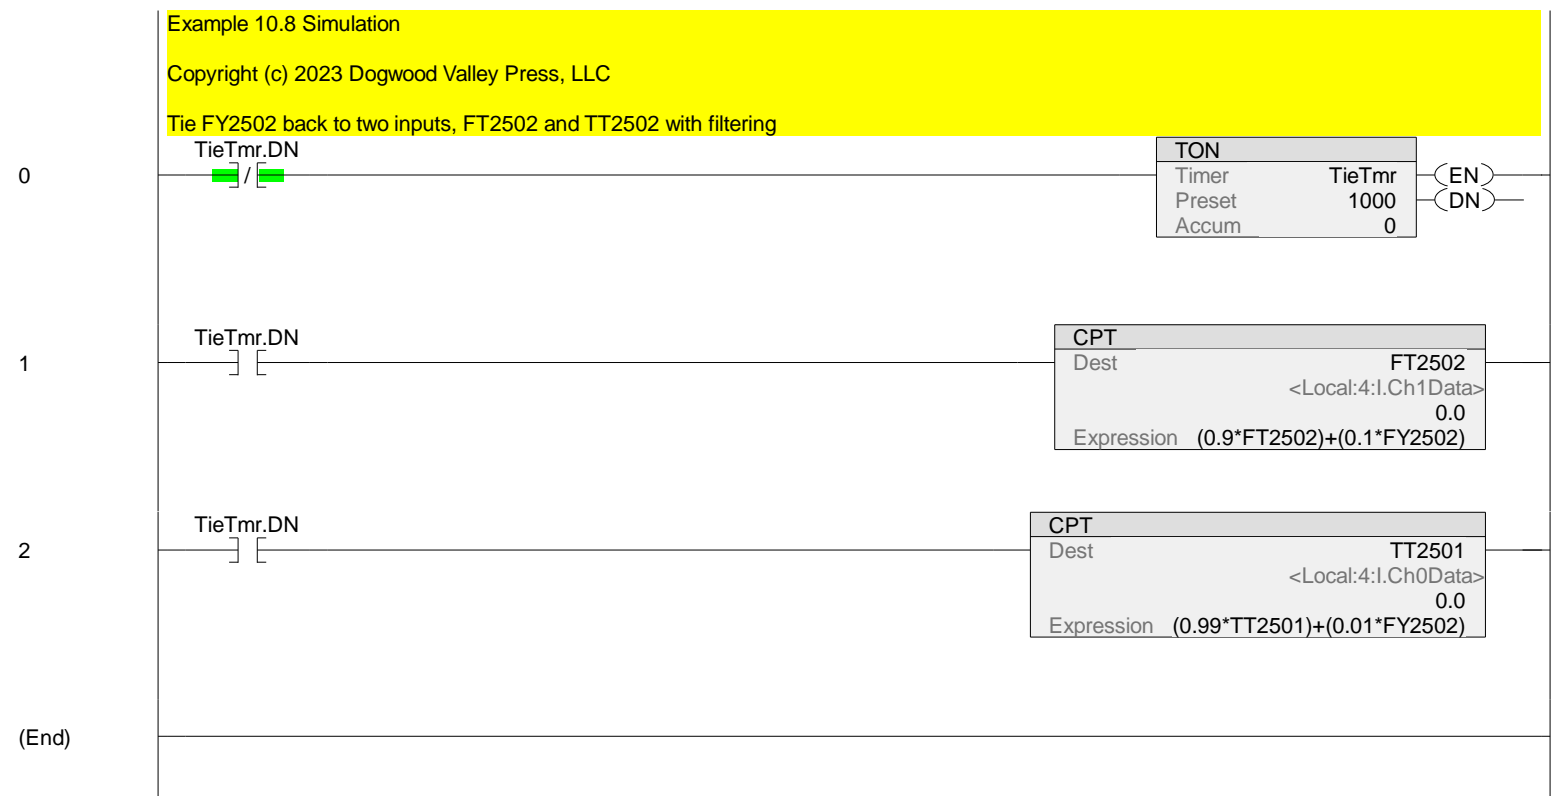 Example 10.8 Simulation
Copyright (c) 2023 Dogwood Valley Press, LLC
Tie FY2502 back to two inputs, FT2502 and TT2502 with filtering
0
TieTmr.DN
/
TON
Timer TieTmr
Preset 1000
Accum 0
EN
DN
1
TieTmr.DN
CPT
Dest FT2502
<Local:4:I.Ch1Data>
0.0
Expression (0.9*FT2502)+(0.1*FY2502)
2
TieTmr.DN
CPT
Dest TT2501
<Local:4:I.Ch0Data>
0.0
Expression (0.99*TT2501)+(0.01*FY2502)
(End)